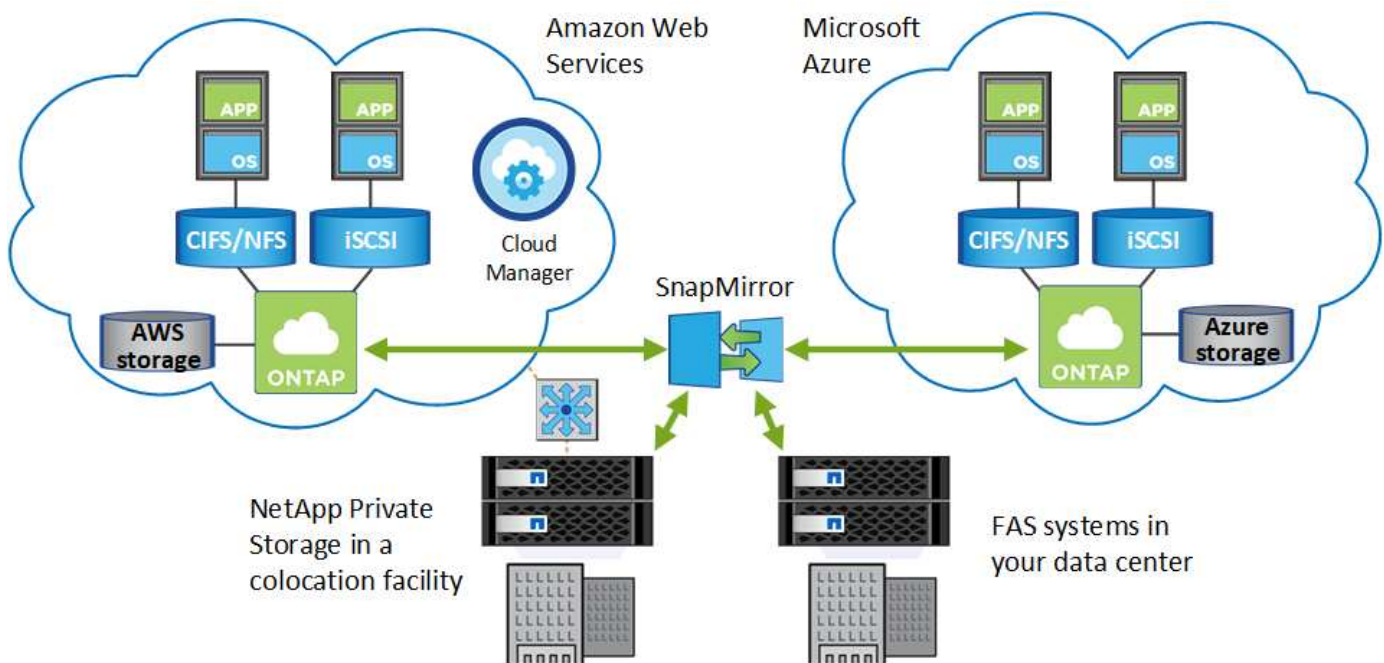 Amazon Web
Services
Microsoft
Azure
APP
APP
OS
OS
CIFS/NFS
iSCSI
Cloud
Manager
AWS
storage
ONTAP
SnapMirror
APP
APP
OS
OS
CIFS/NFS
iSCSI
Azure
storage
ONTAP
NetApp Private
Storage in a
colocation facility
FAS systems in
your data center